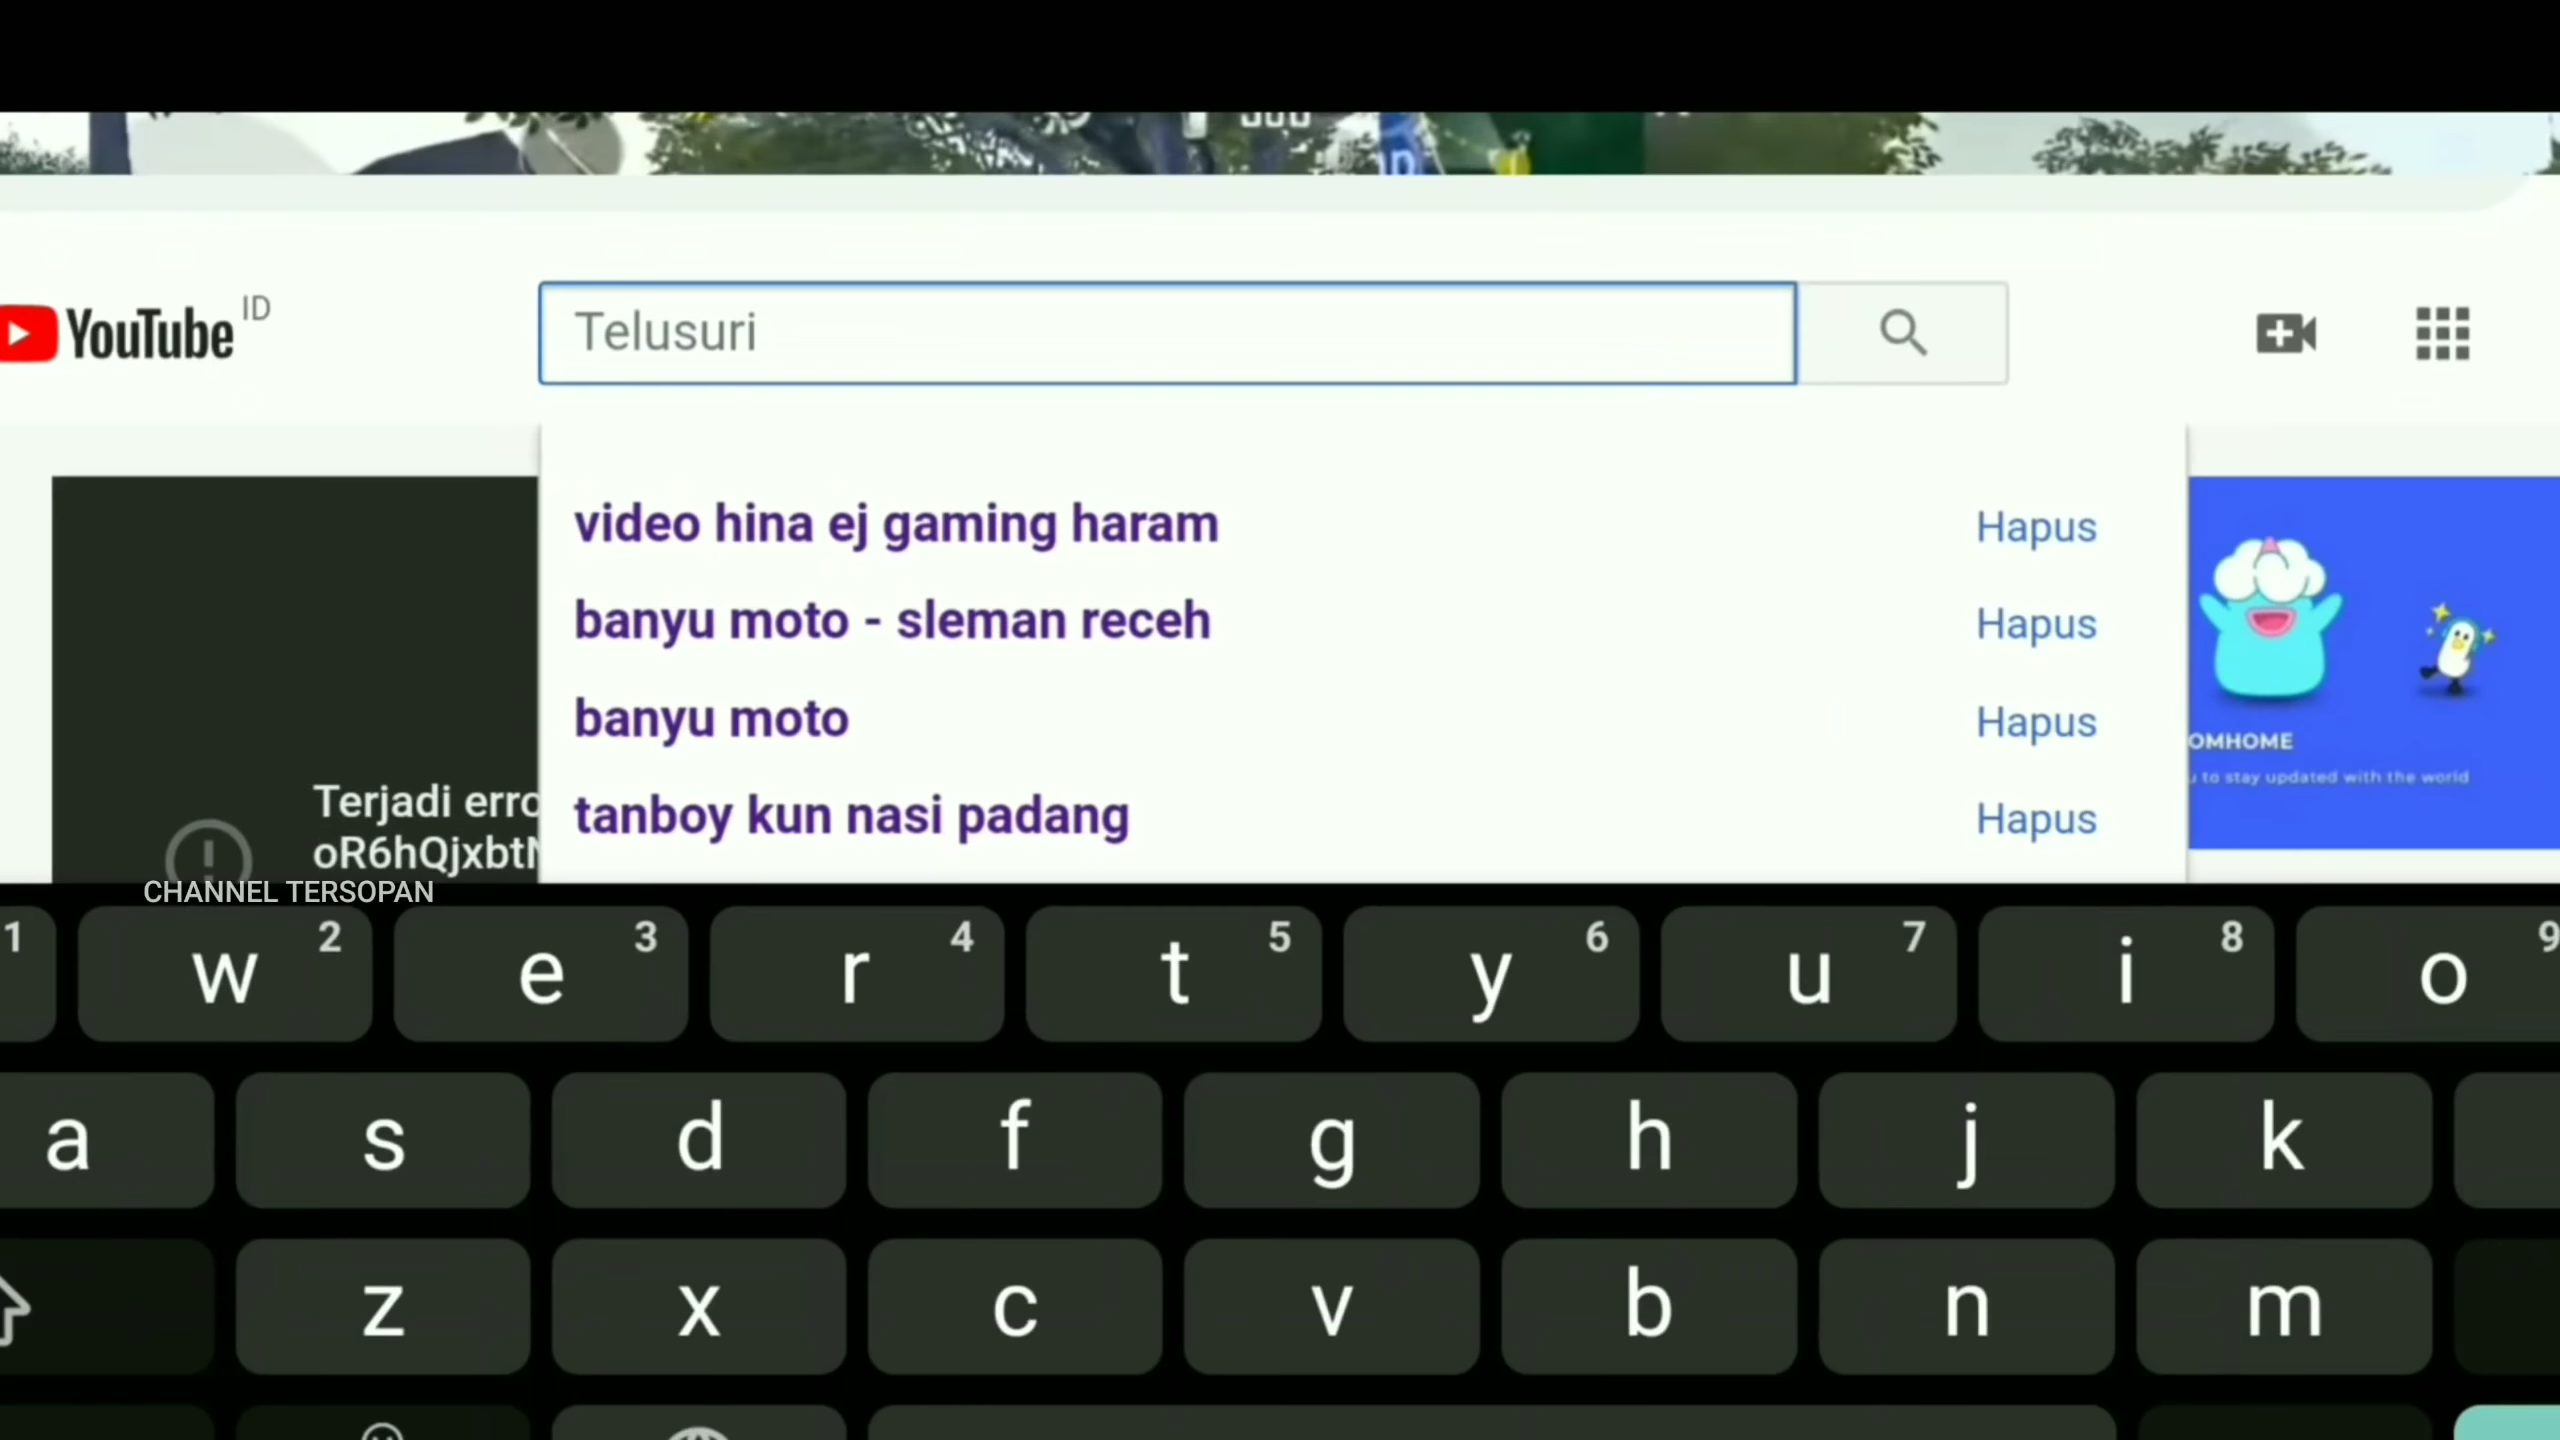 YouTube ID
Telusuri
video hina ej gaming haram Hapus
banyu moto - sleman receh Hapus
banyu moto Hapus
tanboy kun nasi padang Hapus
Terjadi erro
oR6hQjxbt
OMHOME
to stay updated with the world
CHANNEL TERSOPAN
1 w 2 e 3 r 4 t 5 y 6 u 7 i 8 o 9
a s d f g h j k
z x c v b n m